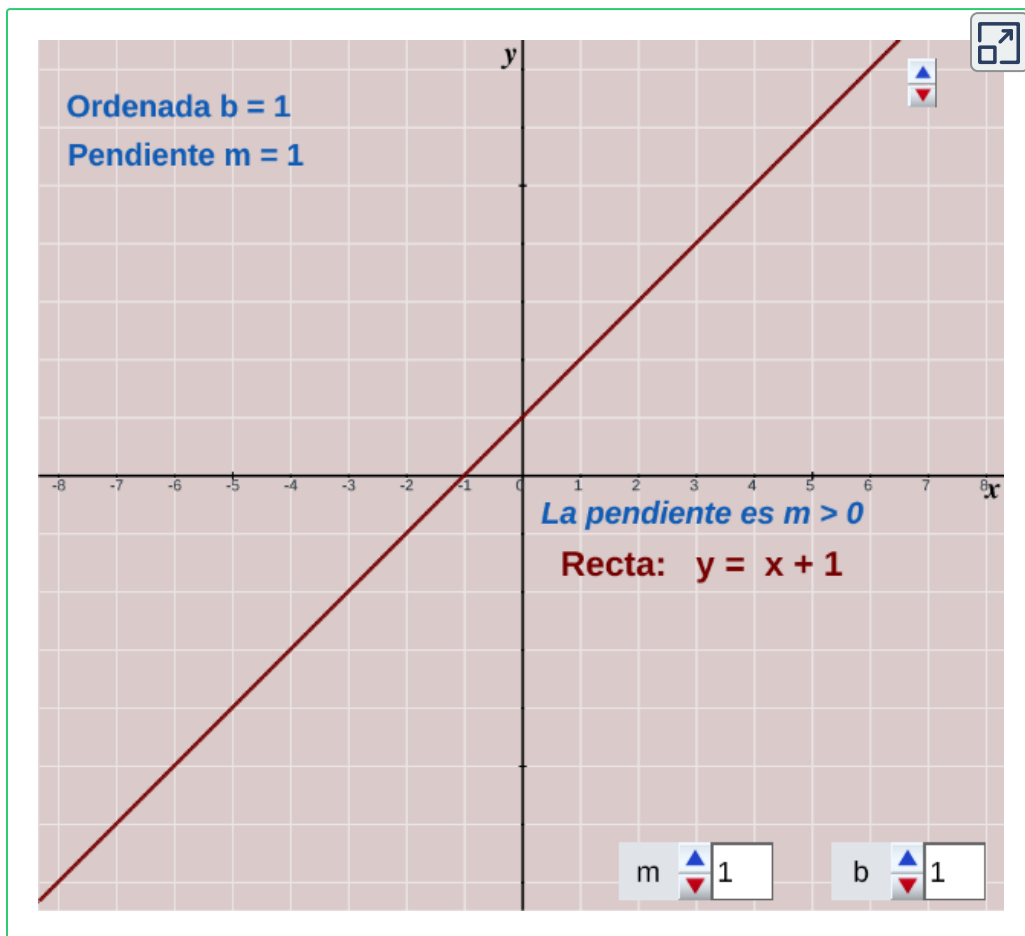 y
Ordenada b = 1
Pendiente m = 1
-8 -7 -6 -5 -4 -3 -2 -1 0 1 2 3 4 5 6 7 8 x
La pendiente es m > 0
Recta: y = x + 1
m 1 b 1